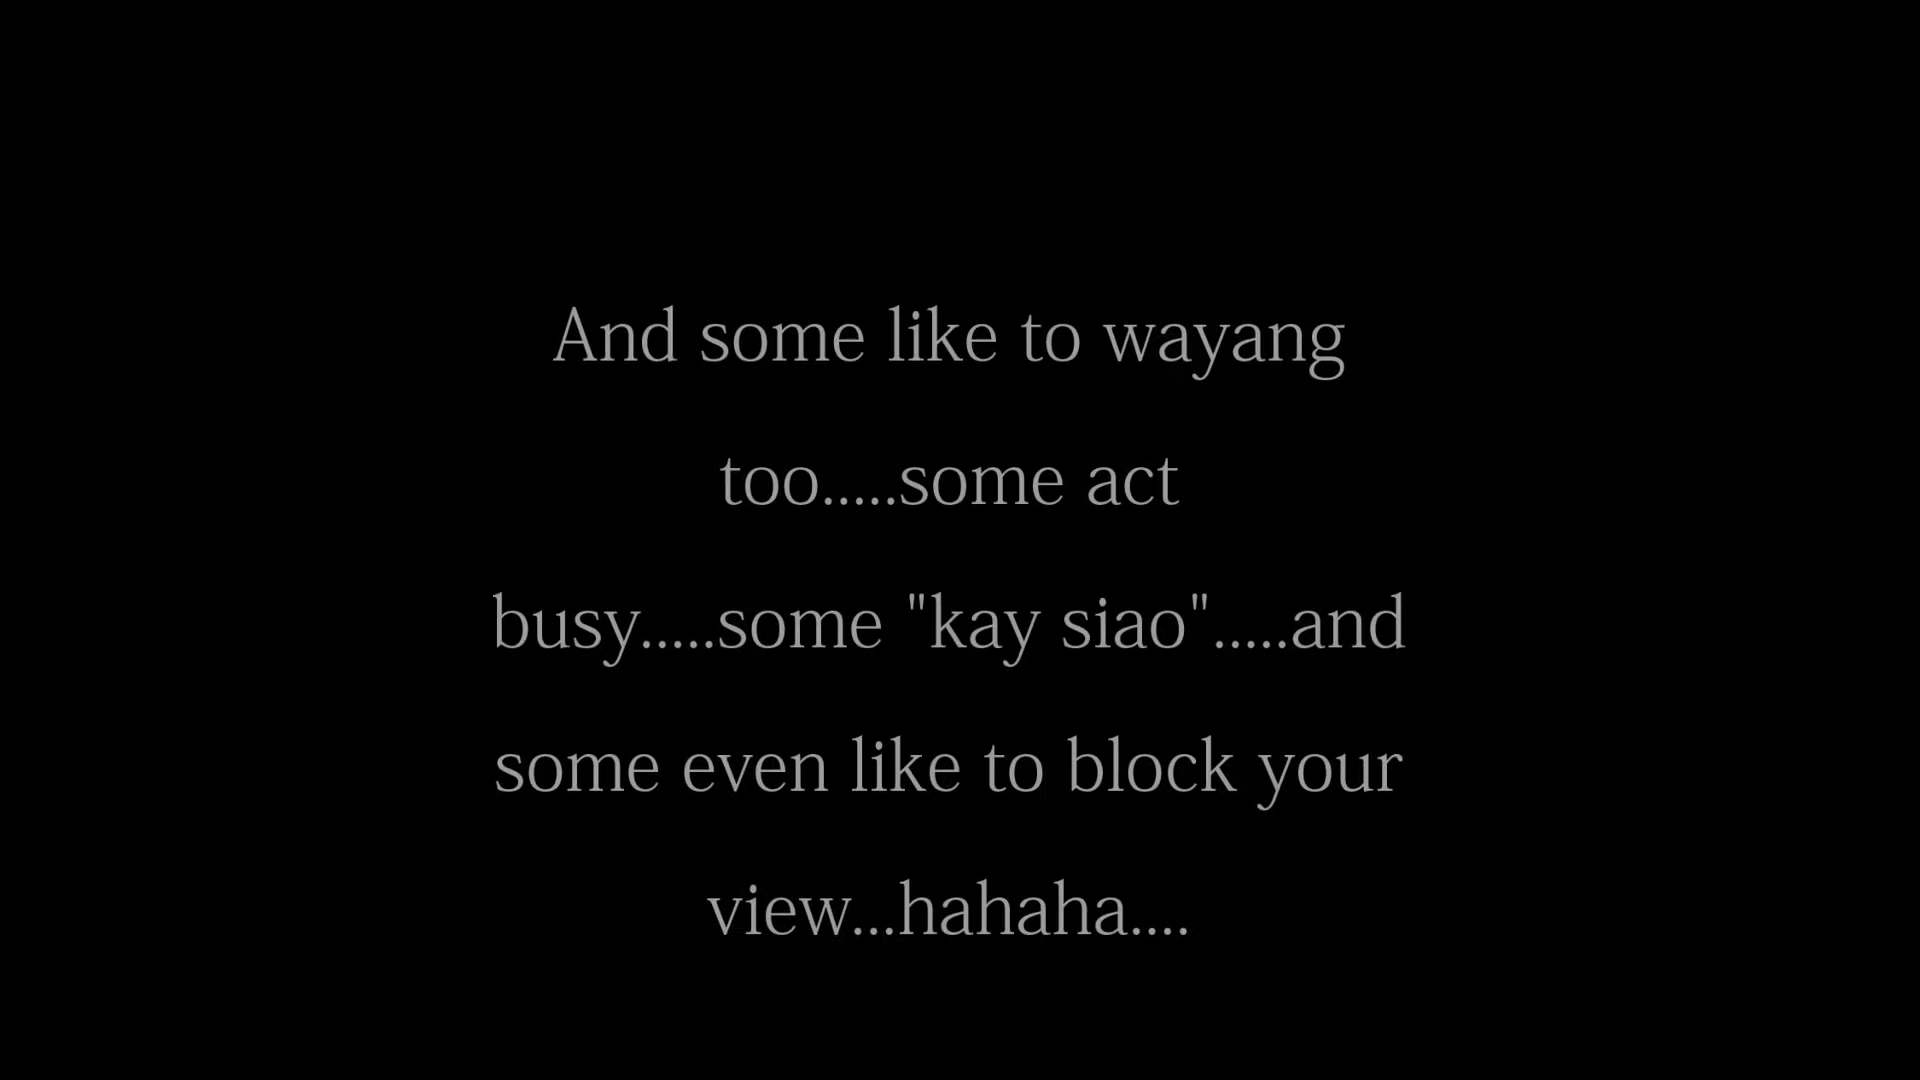 And some like to wayang
too.....some act
busy.....some "kay siao".....and
some even like to block your
view...hahaha....